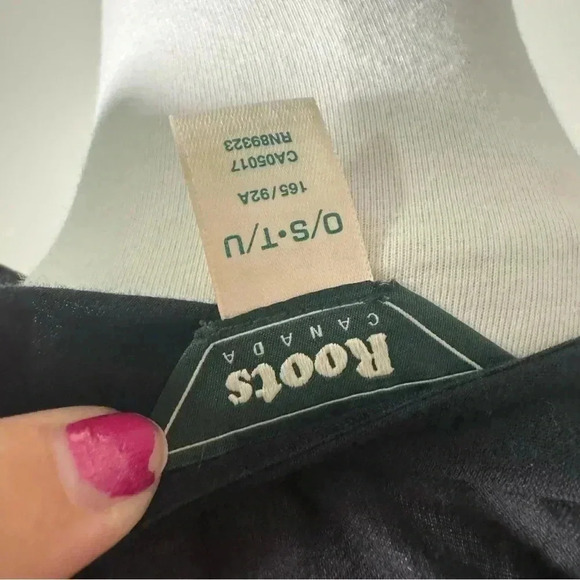 Roots
CANADA
O/S•T/U
165/92A
CA05017
RN89323